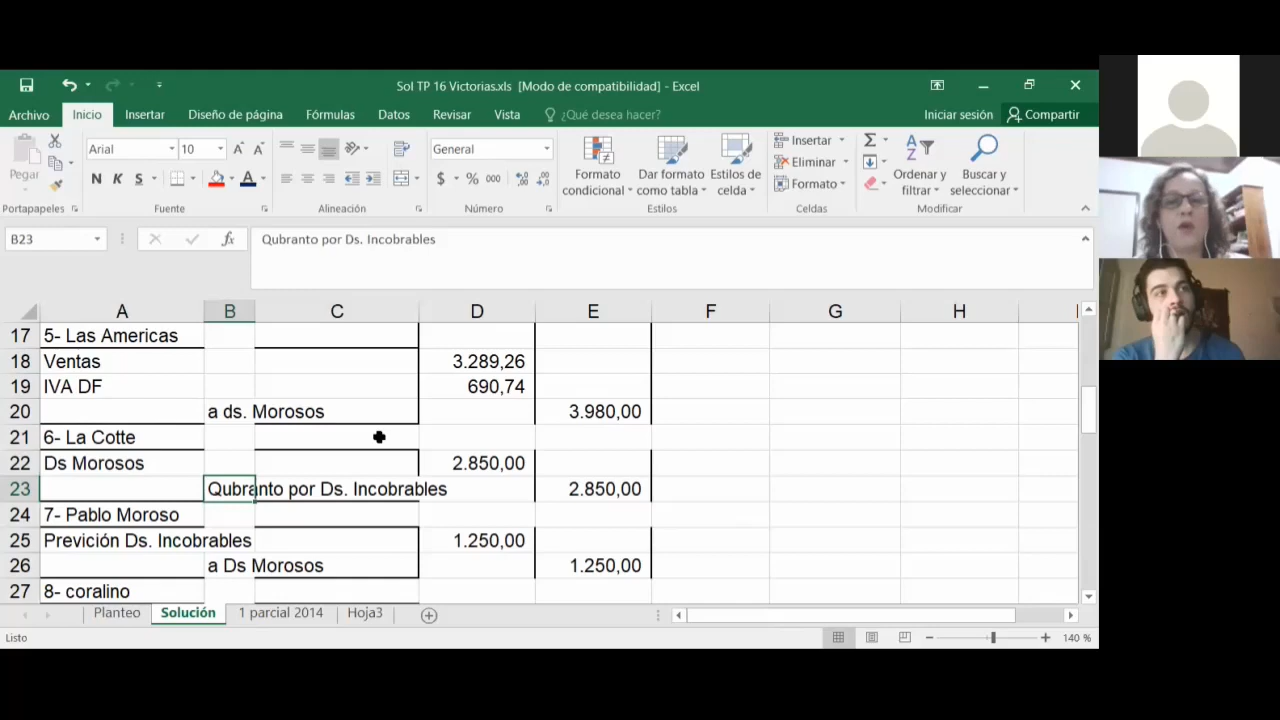 Sol TP 16 Victorias.xls [Modo de compatibilidad] - Excel
Archivo Inicio Insertar Diseño de página Fórmulas Datos Revisar Vista ¿Qué desea hacer? Iniciar sesión Compartir
Pegar
Arial 10
N K S
General
$ % 000
Formato condicional
Dar formato como tabla
Estilos de celda
Insertar
Eliminar
Formato
Ordenar y filtrar
Buscar y seleccionar
Portapapeles Fuente Alineación Número Estilos Celdas Modificar
B23 fx Qubranto por Ds. Incobrables
A B C D E F G H I
17 5- Las Americas
18 Ventas 3.289,26
19 IVA DF 690,74
20 a ds. Morosos 3.980,00
21 6- La Cotte
22 Ds Morosos 2.850,00
23 Qubranto por Ds. Incobrables 2.850,00
24 7- Pablo Moroso
25 Previción Ds. Incobrables 1.250,00
26 a Ds Morosos 1.250,00
27 8- coralino
Planteo Solución 1 parcial 2014 Hoja3
Listo 140 %